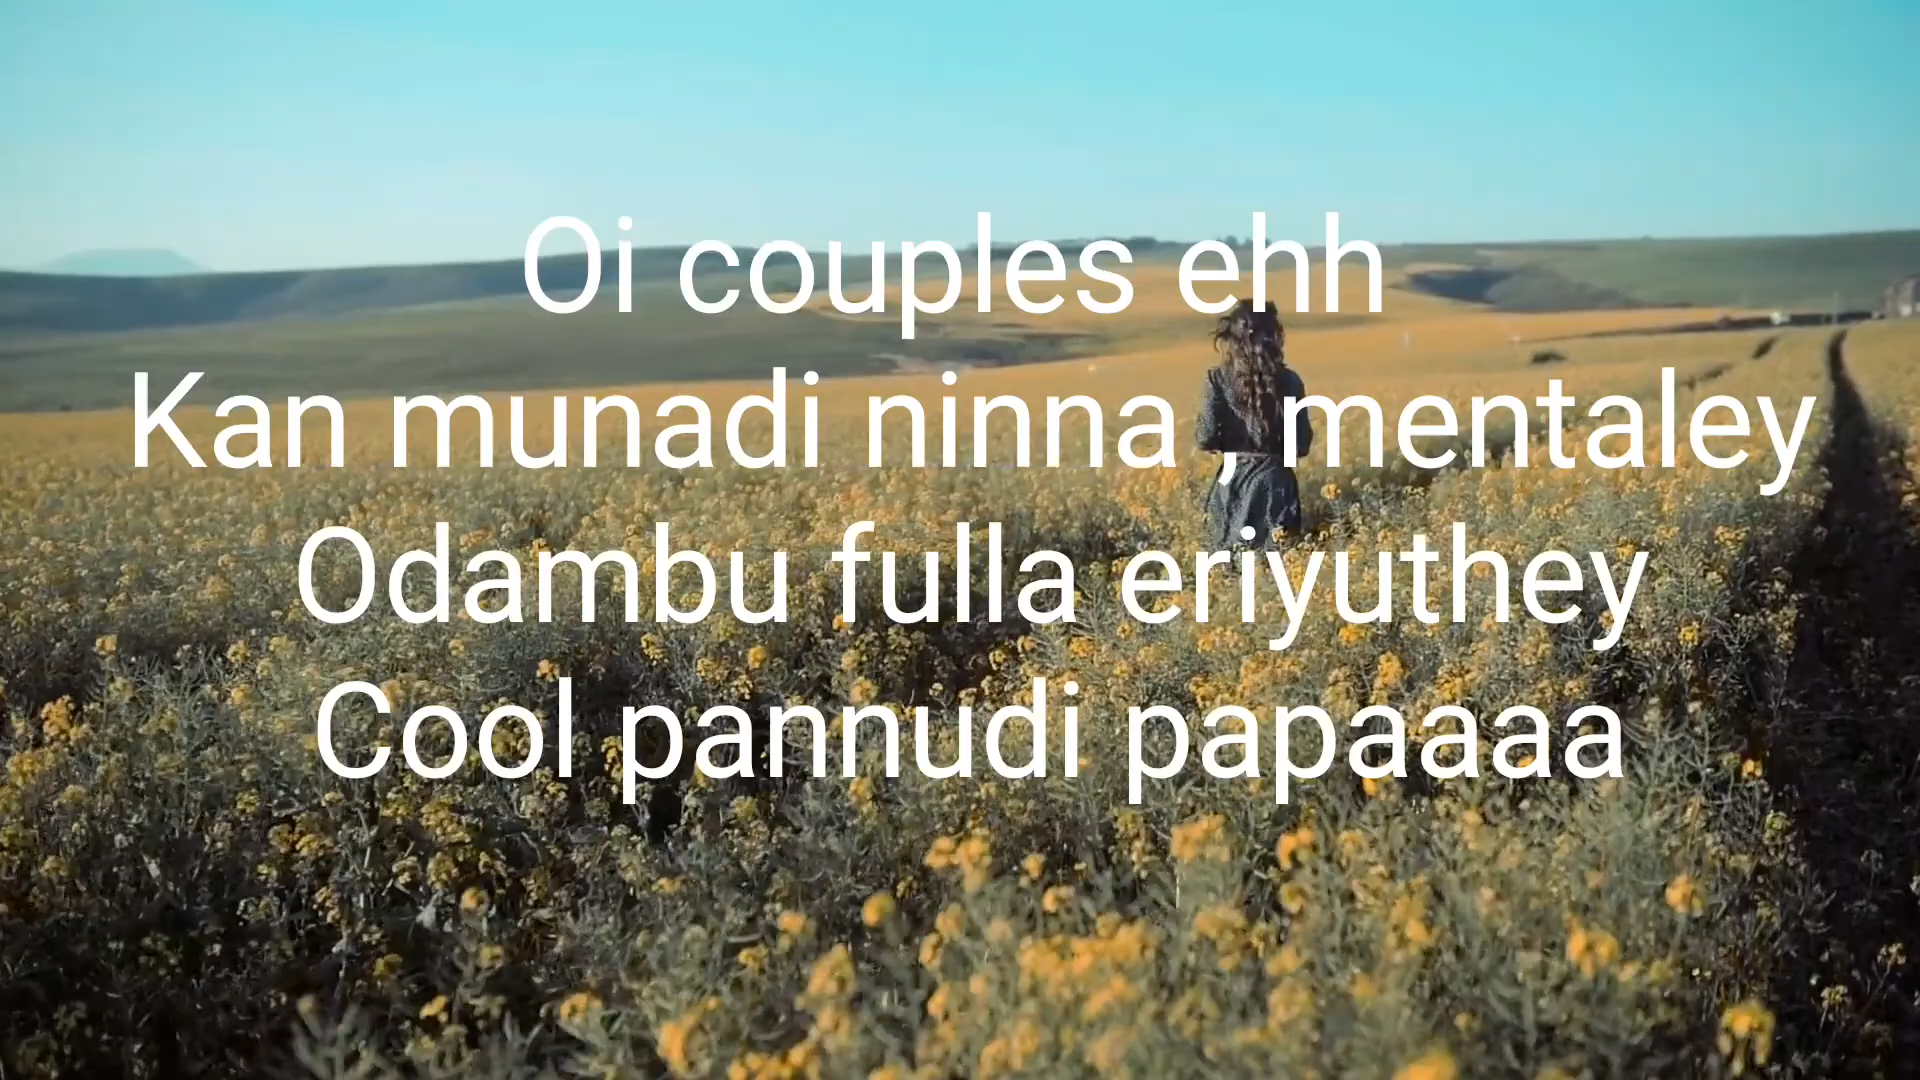 Oi couples ehh
Kan munadi ninna , mentaley
Odambu fulla eriyuthey
Cool pannudi papaaaa